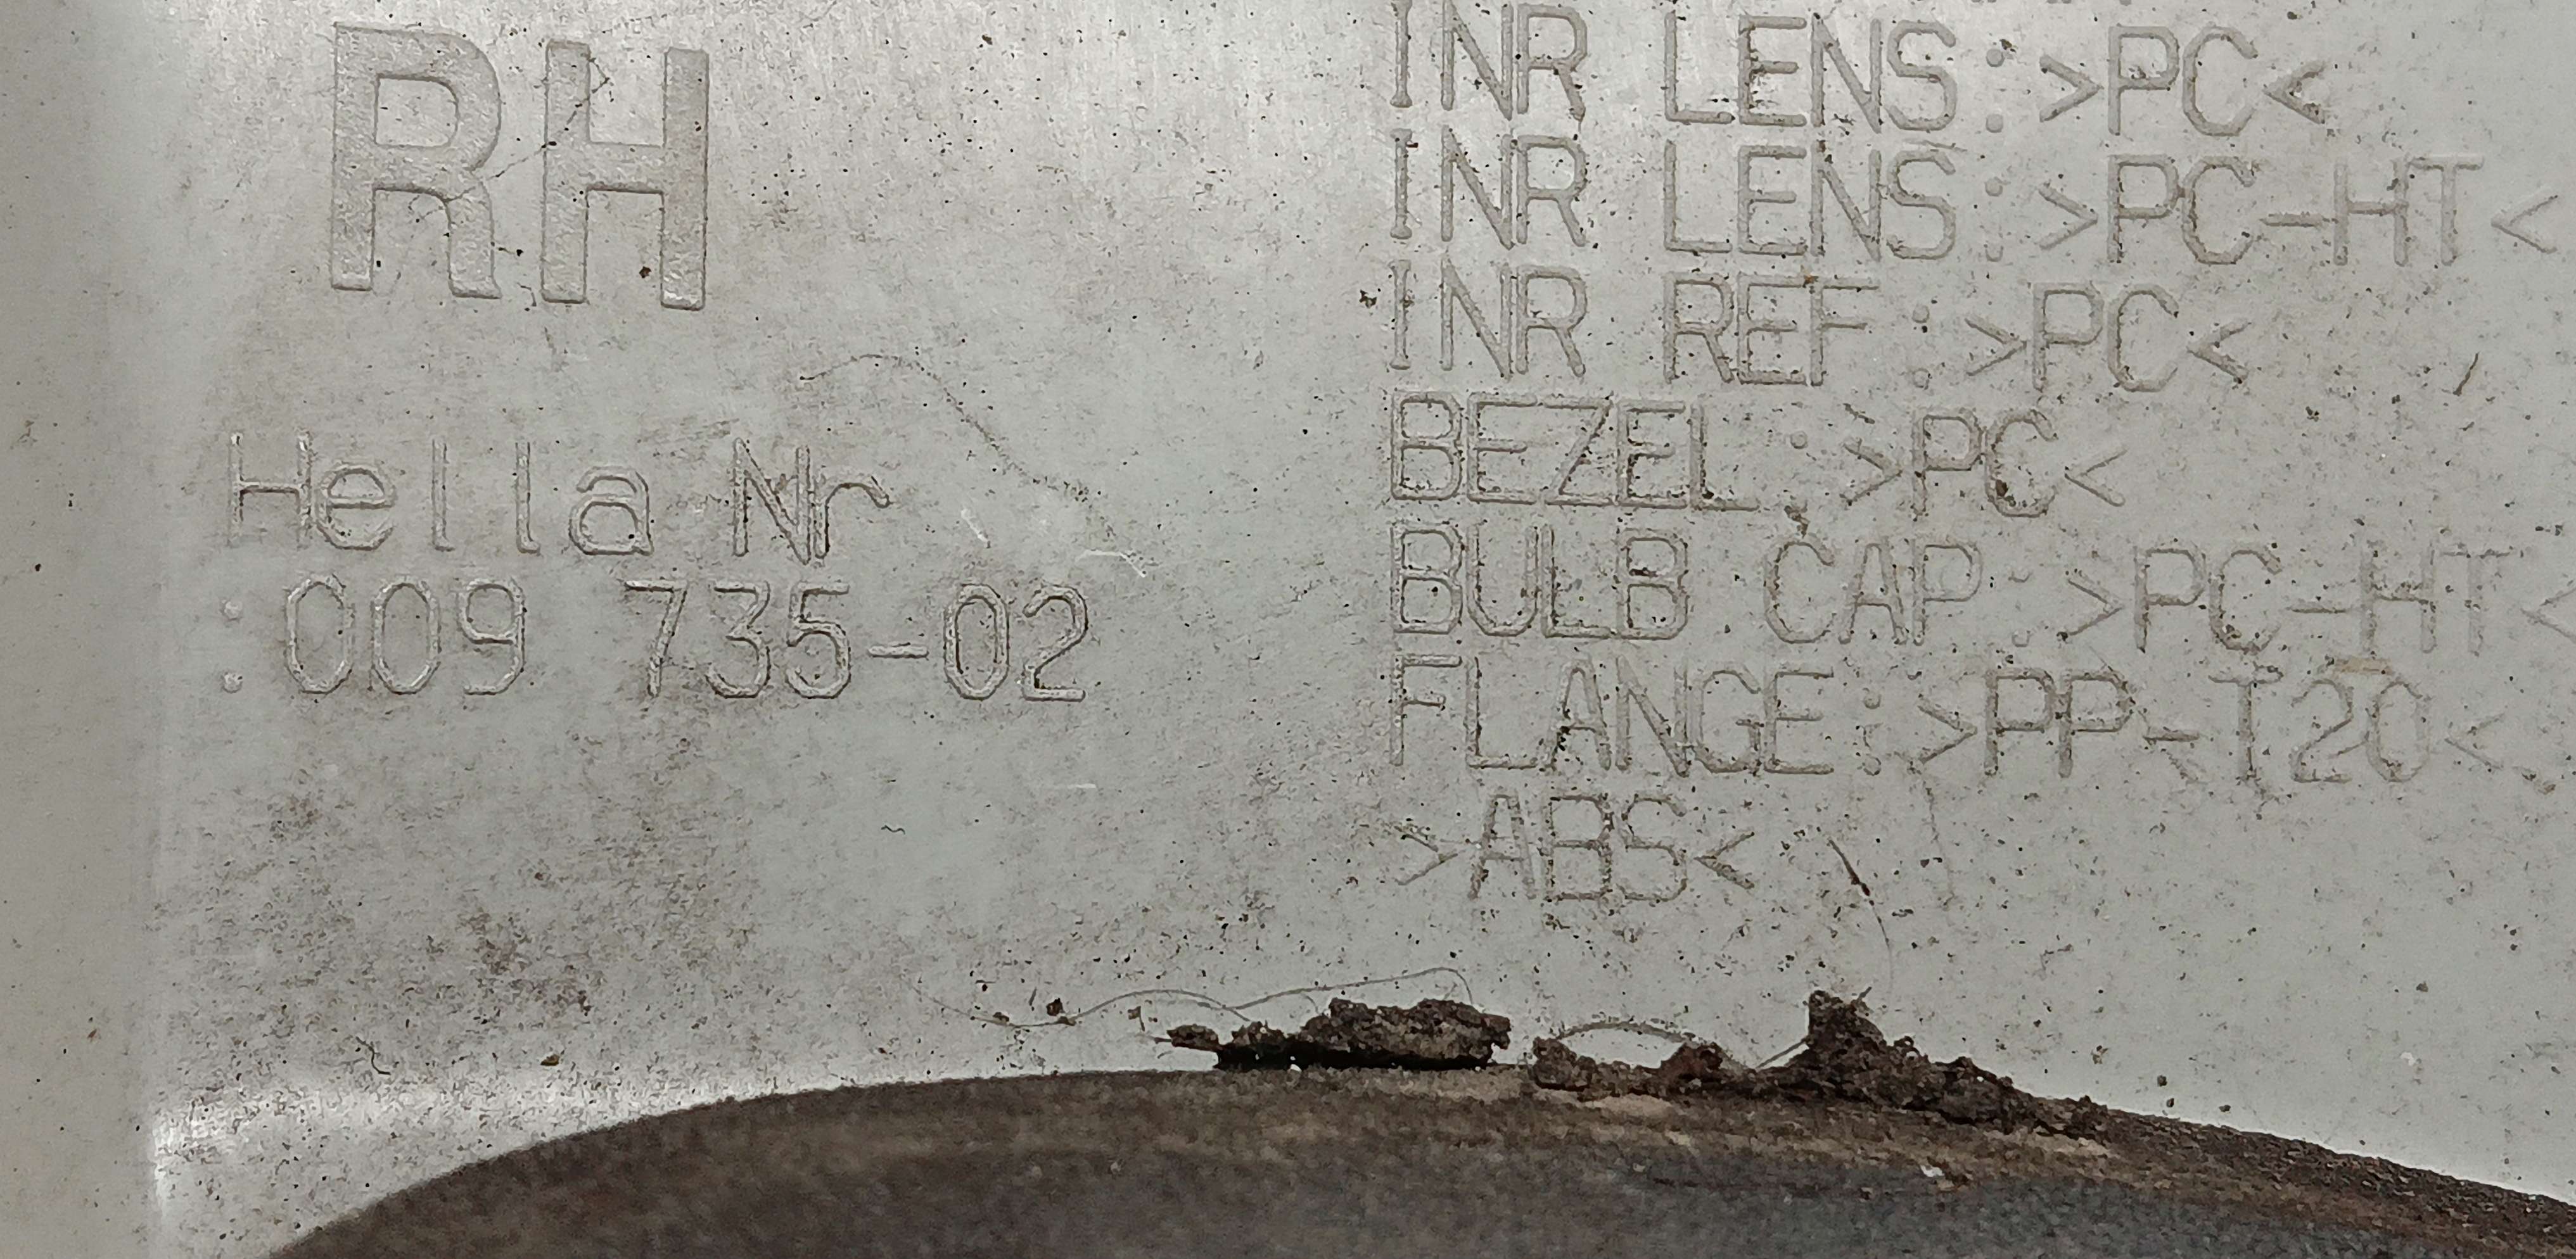 RH
Hella Nr
:009 735-02
INR LENS:>PC<
INR LENS:>PC-HT<
INR REF:>PC<
BEZEL:>PC<
BULB CAP:>PC-HT<
FLANGE:>PP-T20<
>ABS<